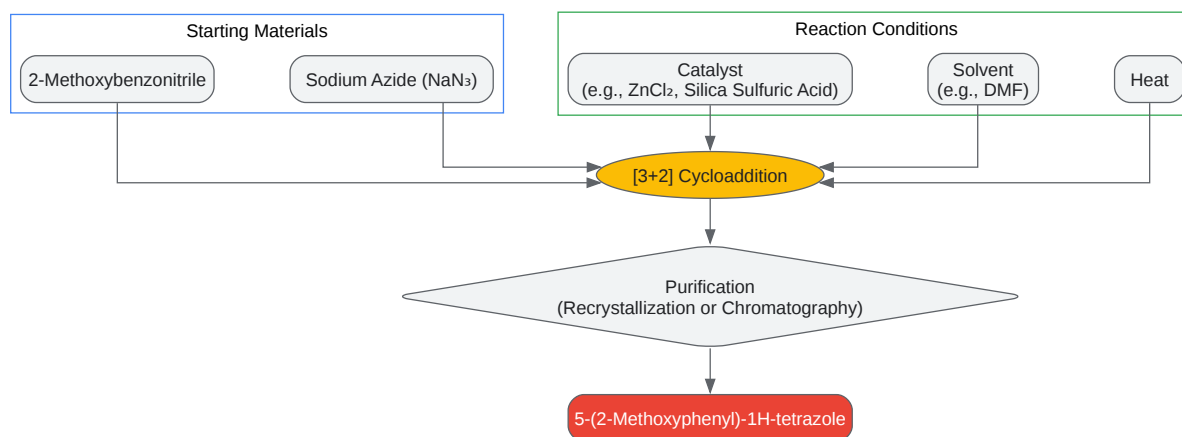 Starting Materials
Reaction Conditions
2-Methoxybenzonitrile
Sodium Azide (NaN₃)
Catalyst
(e.g., ZnCl₂, Silica Sulfuric Acid)
Solvent
(e.g., DMF)
Heat
[3+2] Cycloaddition
Purification
(Recrystallization or Chromatography)
5-(2-Methoxyphenyl)-1H-tetrazole